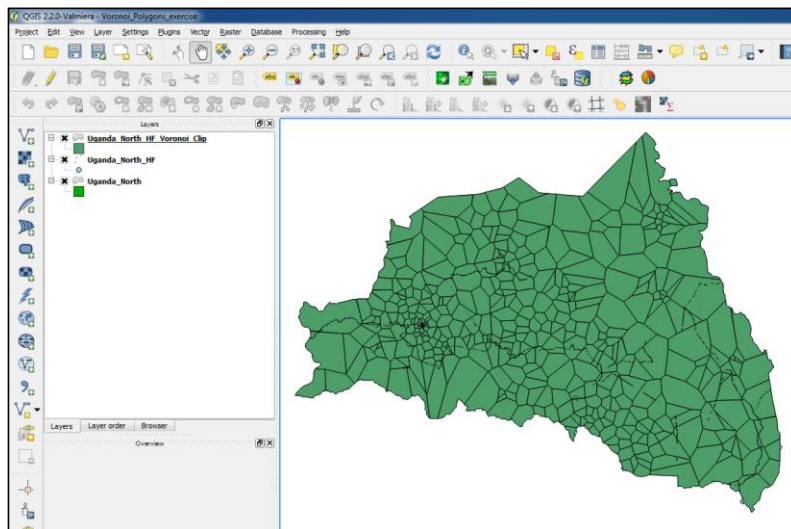 QGIS 2.2.0-Valmiera - Voronoi_Polygons_exercise
Project Edit View Layer Settings Plugins Vector Raster Database Processing Help
Layers
Uganda_North_HF_Voronoi_Clip
Uganda_North_HF
Uganda_North
Layers Layer order Browser
Overview